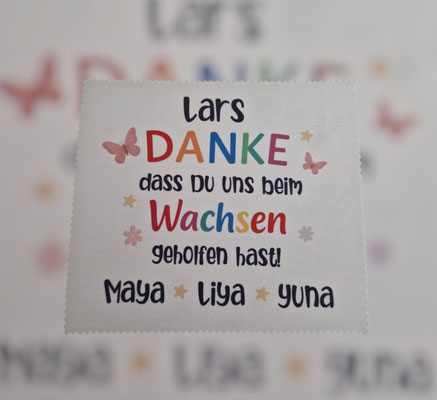 Lars
DANKE
dass Du uns beim
Wachsen
geholfen hast!
Maya Liya Yuna